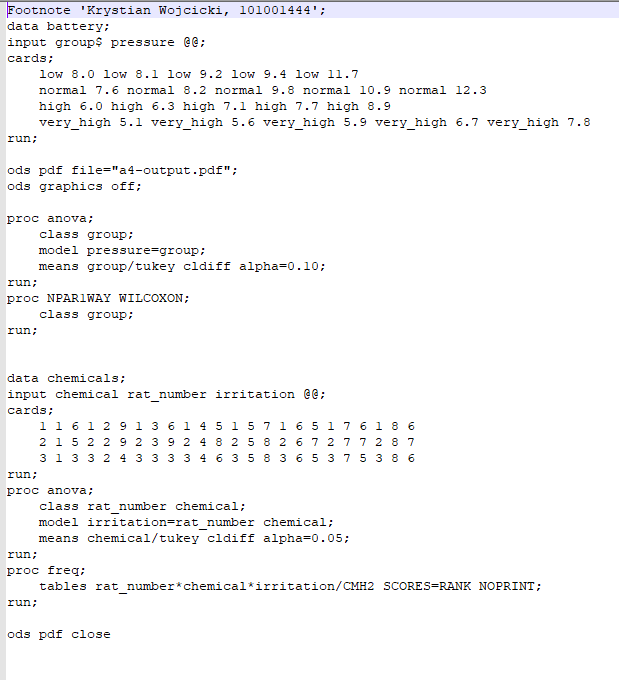 Footnote 'Krystian Wojcicki, 101001444';
data battery;
input group$ pressure @@;
cards;
    low 8.0 low 8.1 low 9.2 low 9.4 low 11.7
    normal 7.6 normal 8.2 normal 9.8 normal 10.9 normal 12.3
    high 6.0 high 6.3 high 7.1 high 7.7 high 8.9
    very_high 5.1 very_high 5.6 very_high 5.9 very_high 6.7 very_high 7.8
run;

ods pdf file="a4-output.pdf";
ods graphics off;

proc anova;
    class group;
    model pressure=group;
    means group/tukey cldiff alpha=0.10;
run;
proc NPAR1WAY WILCOXON;
    class group;
run;


data chemicals;
input chemical rat_number irritation @@;
cards;
    1 1 6 1 2 9 1 3 6 1 4 5 1 5 7 1 6 5 1 7 6 1 8 6
    2 1 5 2 2 9 2 3 9 2 4 8 2 5 8 2 6 7 2 7 7 2 8 7
    3 1 3 3 2 4 3 3 3 3 4 6 3 5 8 3 6 5 3 7 5 3 8 6
run;
proc anova;
    class rat_number chemical;
    model irritation=rat_number chemical;
    means chemical/tukey cldiff alpha=0.05;
run;
proc freq;
    tables rat_number*chemical*irritation/CMH2 SCORES=RANK NOPRINT;
run;

ods pdf close